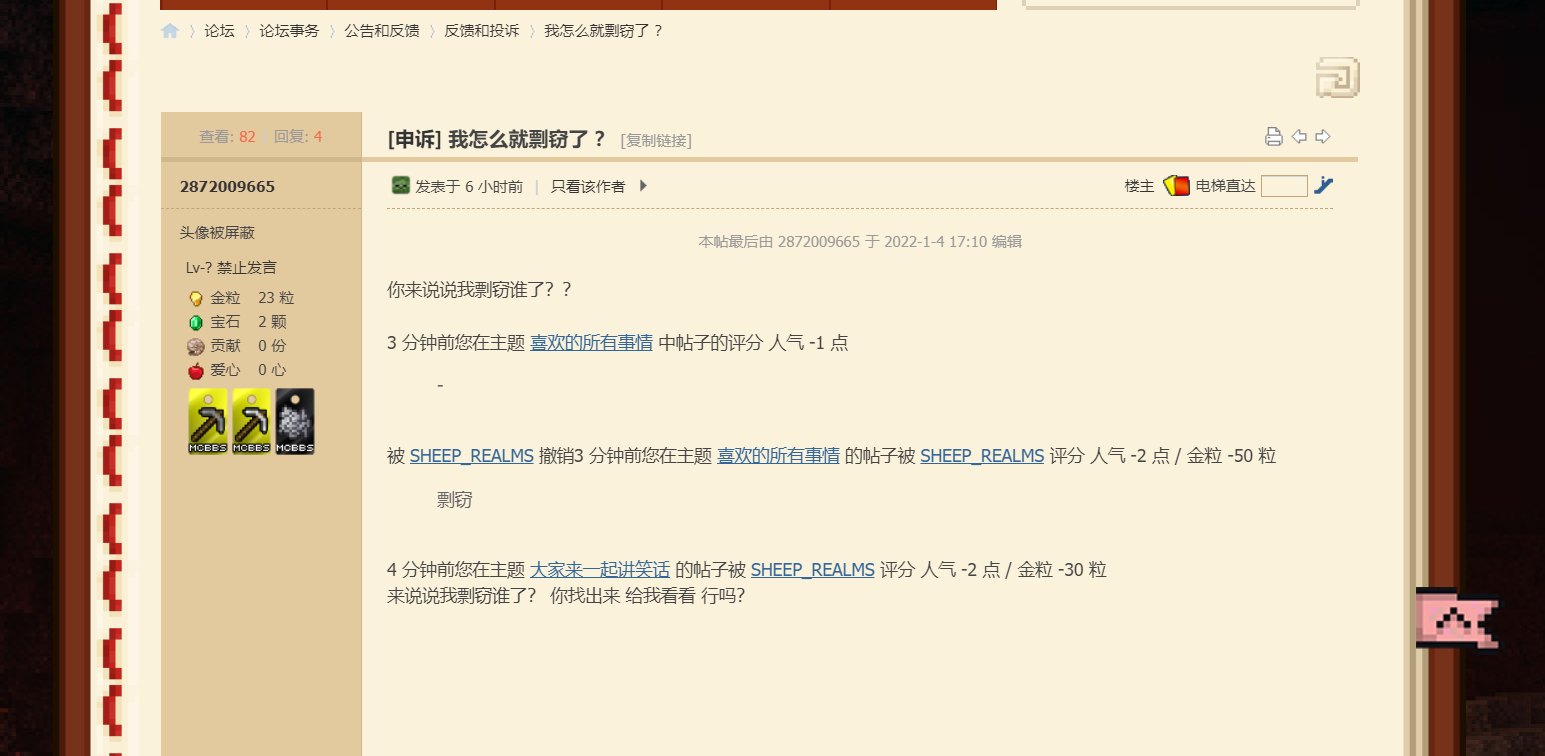 论坛 〉 论坛事务 〉 公告和反馈 〉 反馈和投诉 〉 我怎么就剽窃了?
查看: 82 回复: 4
[申诉] 我怎么就剽窃了? [复制链接]
2872009665
发表于 6 小时前 | 只看该作者
楼主 电梯直达
头像被屏蔽
Lv-? 禁止发言
金粒 23 粒
宝石 2 颗
贡献 0 份
爱心 0 心
MCBBS MCBBS MCBBS
本帖最后由 2872009665 于 2022-1-4 17:10 编辑
你来说说我剽窃谁了？？
3 分钟前您在主题 喜欢的所有事情 中帖子的评分 人气 -1 点
-
被 SHEEP_REALMS 撤销3 分钟前您在主题 喜欢的所有事情 的帖子被 SHEEP_REALMS 评分 人气 -2 点 / 金粒 -50 粒
剽窃
4 分钟前您在主题 大家来一起讲笑话 的帖子被 SHEEP_REALMS 评分 人气 -2 点 / 金粒 -30 粒
来说说我剽窃谁了? 你找出来 给我看看 行吗?